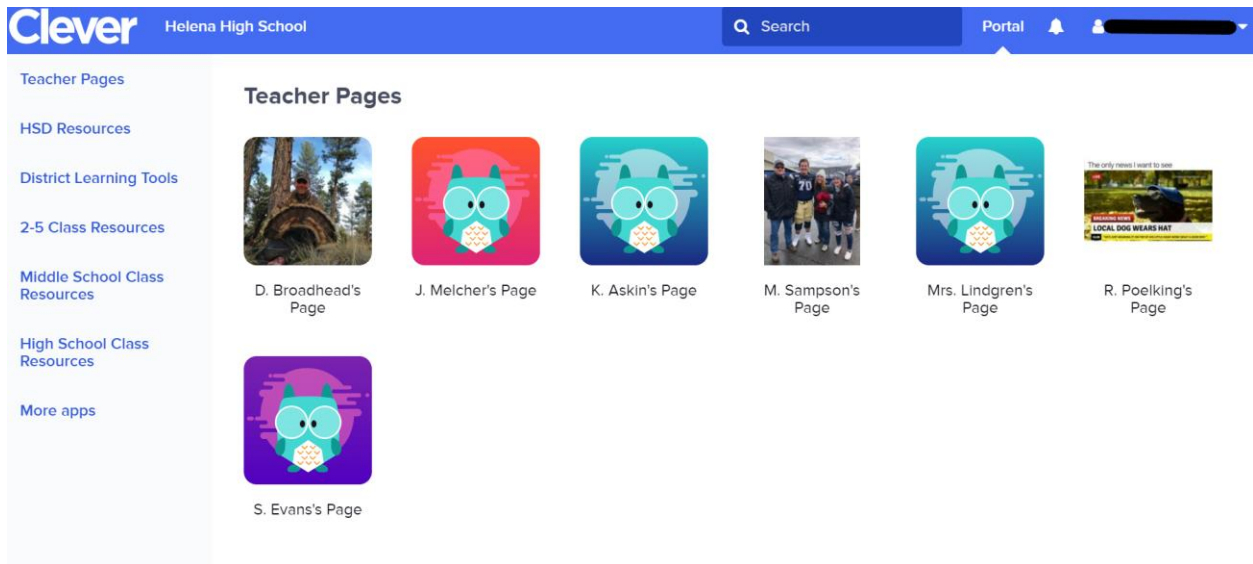 Clever
Helena High School
Search
Portal
Teacher Pages
HSD Resources
District Learning Tools
2-5 Class Resources
Middle School Class
Resources
High School Class
Resources
More apps
Teacher Pages
D. Broadhead's
Page
J. Melcher's Page
K. Askin's Page
70
M. Sampson's
Page
Mrs. Lindgren's
Page
The only news I want to see
LIVE
BREAKING NEWS
LOCAL DOG WEARS HAT
R. Poelking's
Page
S. Evans's Page